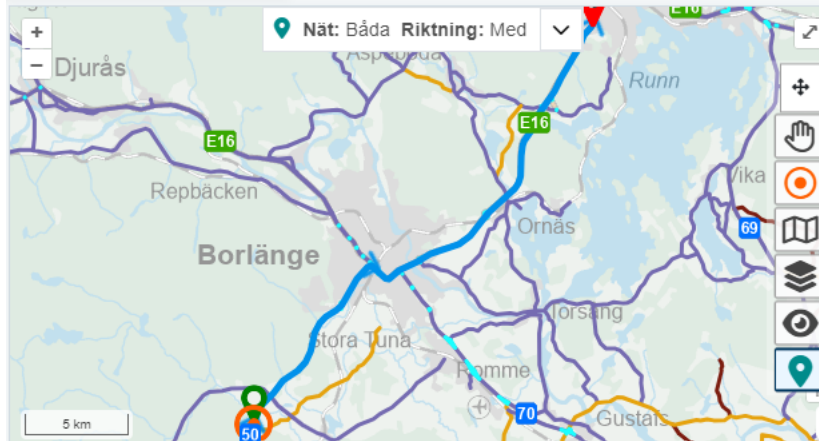 E16
+
Nät: Båda Riktning: Med
−
Aspeboda
Djurås
Runn
E16
E16
Vika
Repbäcken
Ornäs
69
Borlänge
Torsång
Stora Tuna
Romme
70
Gustafs
5 km
50